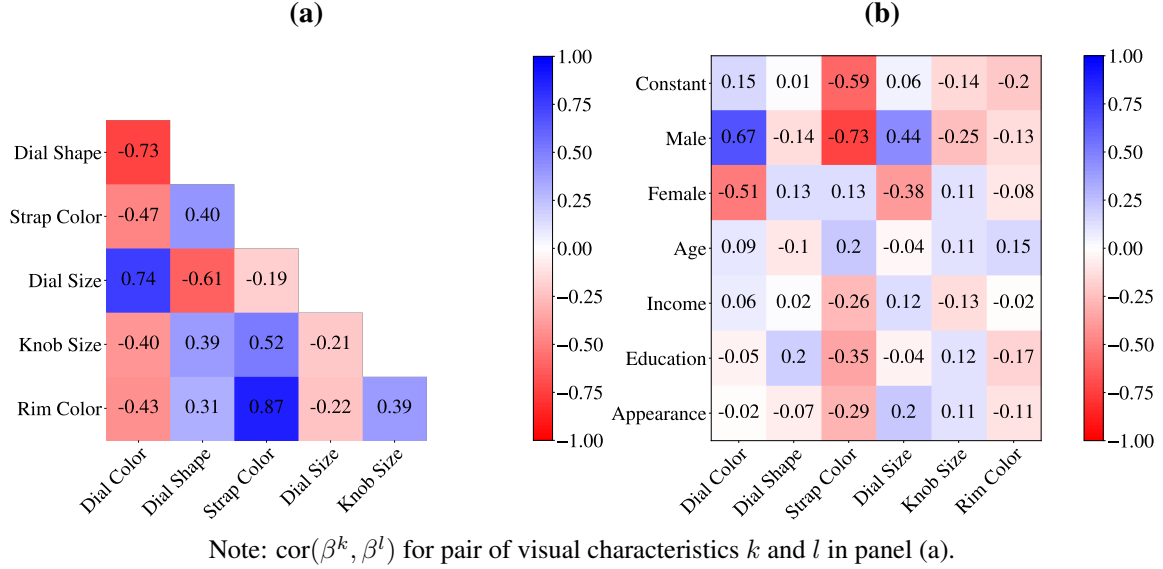 (a)
(b)
Dial Shape -0.73
Strap Color -0.47 0.40
Dial Size 0.74 -0.61 -0.19
Knob Size -0.40 0.39 0.52 -0.21
Rim Color -0.43 0.31 0.87 -0.22 0.39
Dial Color Dial Shape Strap Color Dial Size Knob Size
1.00
0.75
0.50
0.25
0.00
−0.25
−0.50
−0.75
−1.00
Constant 0.15 0.01 -0.59 0.06 -0.14 -0.2
Male 0.67 -0.14 -0.73 0.44 -0.25 -0.13
Female -0.51 0.13 0.13 -0.38 0.11 -0.08
Age 0.09 -0.1 0.2 -0.04 0.11 0.15
Income 0.06 0.02 -0.26 0.12 -0.13 -0.02
Education -0.05 0.2 -0.35 -0.04 0.12 -0.17
Appearance -0.02 -0.07 -0.29 0.2 0.11 -0.11
Dial Color Dial Shape Strap Color Dial Size Knob Size Rim Color
1.00
0.75
0.50
0.25
0.00
−0.25
−0.50
−0.75
−1.00
Note: cor(β^k, β^l) for pair of visual characteristics k and l in panel (a).